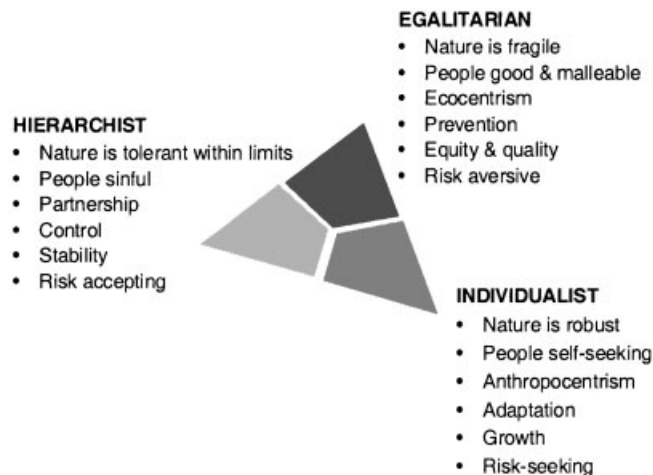 EGALITARIAN
• Nature is fragile
• People good & malleable
• Ecocentrism
• Prevention
• Equity & quality
• Risk aversive
HIERARCHIST
• Nature is tolerant within limits
• People sinful
• Partnership
• Control
• Stability
• Risk accepting
INDIVIDUALIST
• Nature is robust
• People self-seeking
• Anthropocentrism
• Adaptation
• Growth
• Risk-seeking